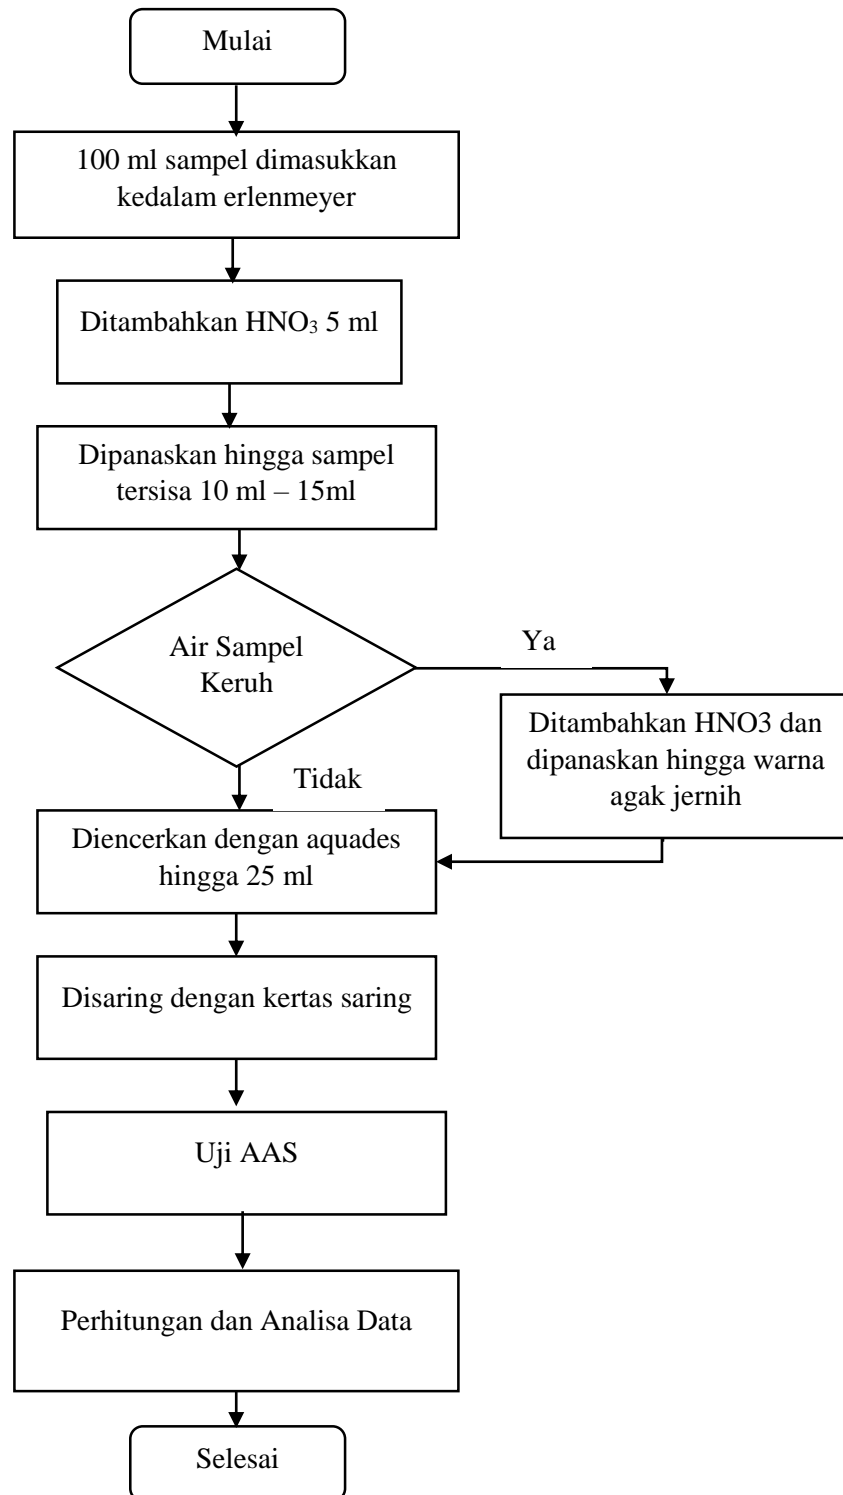 Mulai
100 ml sampel dimasukkan
kedalam erlenmeyer
Ditambahkan HNO₃ 5 ml
Dipanaskan hingga sampel
tersisa 10 ml – 15ml
Air Sampel
Keruh
Ya
Ditambahkan HNO3 dan
dipanaskan hingga warna
agak jernih
Tidak
Diencerkan dengan aquades
hingga 25 ml
Disaring dengan kertas saring
Uji AAS
Perhitungan dan Analisa Data
Selesai